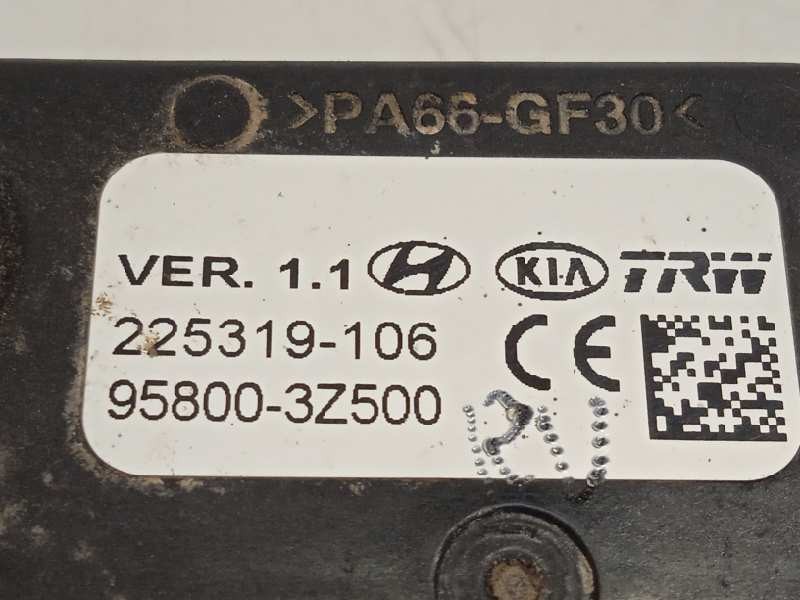 >PA66-GF30<
VER. 1.1 KIA TRW
225319-106 CE
95800-3Z500